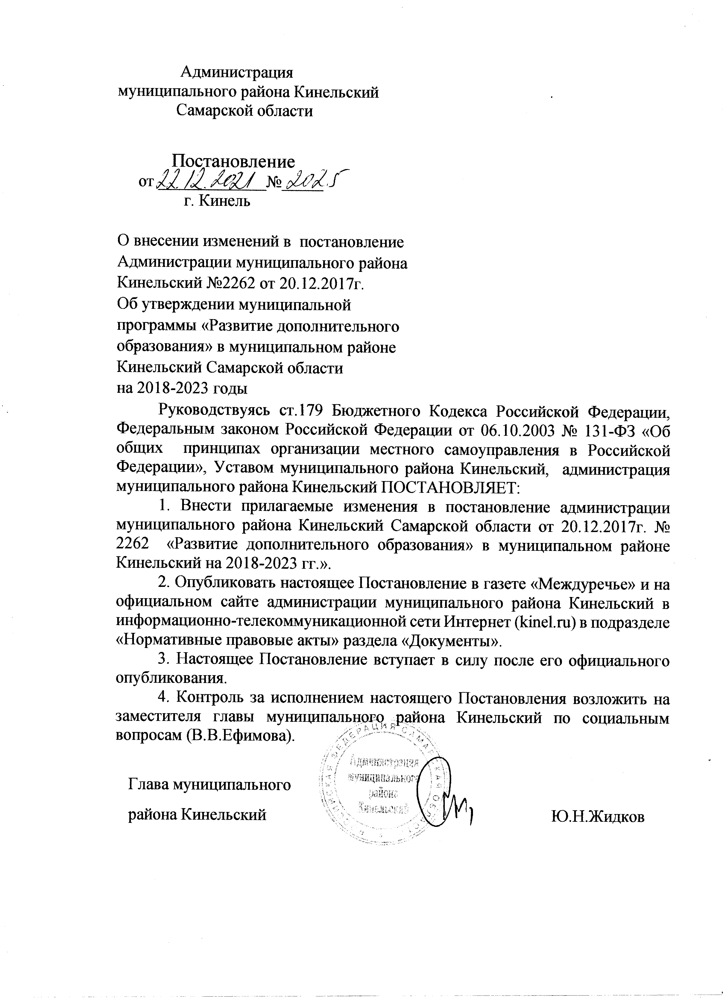 Администрация
муниципального района Кинельский
Самарской области
Постановление
от 22.12.2021 № 2025
г. Кинель
О внесении изменений в постановление
Администрации муниципального района
Кинельский №2262 от 20.12.2017г.
Об утверждении муниципальной
программы «Развитие дополнительного
образования» в муниципальном районе
Кинельский Самарской области
на 2018-2023 годы
Руководствуясь ст.179 Бюджетного Кодекса Российской Федерации,
Федеральным законом Российской Федерации от 06.10.2003 № 131-ФЗ «Об
общих принципах организации местного самоуправления в Российской
Федерации», Уставом муниципального района Кинельский, администрация
муниципального района Кинельский ПОСТАНОВЛЯЕТ:
1. Внести прилагаемые изменения в постановление администрации
муниципального района Кинельский Самарской области от 20.12.2017г. №
2262 «Развитие дополнительного образования» в муниципальном районе
Кинельский на 2018-2023 гг.».
2. Опубликовать настоящее Постановление в газете «Междуречье» и на
официальном сайте администрации муниципального района Кинельский в
информационно-телекоммуникационной сети Интернет (kinel.ru) в подразделе
«Нормативные правовые акты» раздела «Документы».
3. Настоящее Постановление вступает в силу после его официального
опубликования.
4. Контроль за исполнением настоящего Постановления возложить на
заместителя главы муниципального района Кинельский по социальным
вопросам (В.В.Ефимова).
РОССИЙСКАЯ ФЕДЕРАЦИЯ САМАРСКАЯ ОБЛАСТЬ
Администрация
муниципального
района
Кинельский
Глава муниципального
района Кинельский
Ю.Н.Жидков